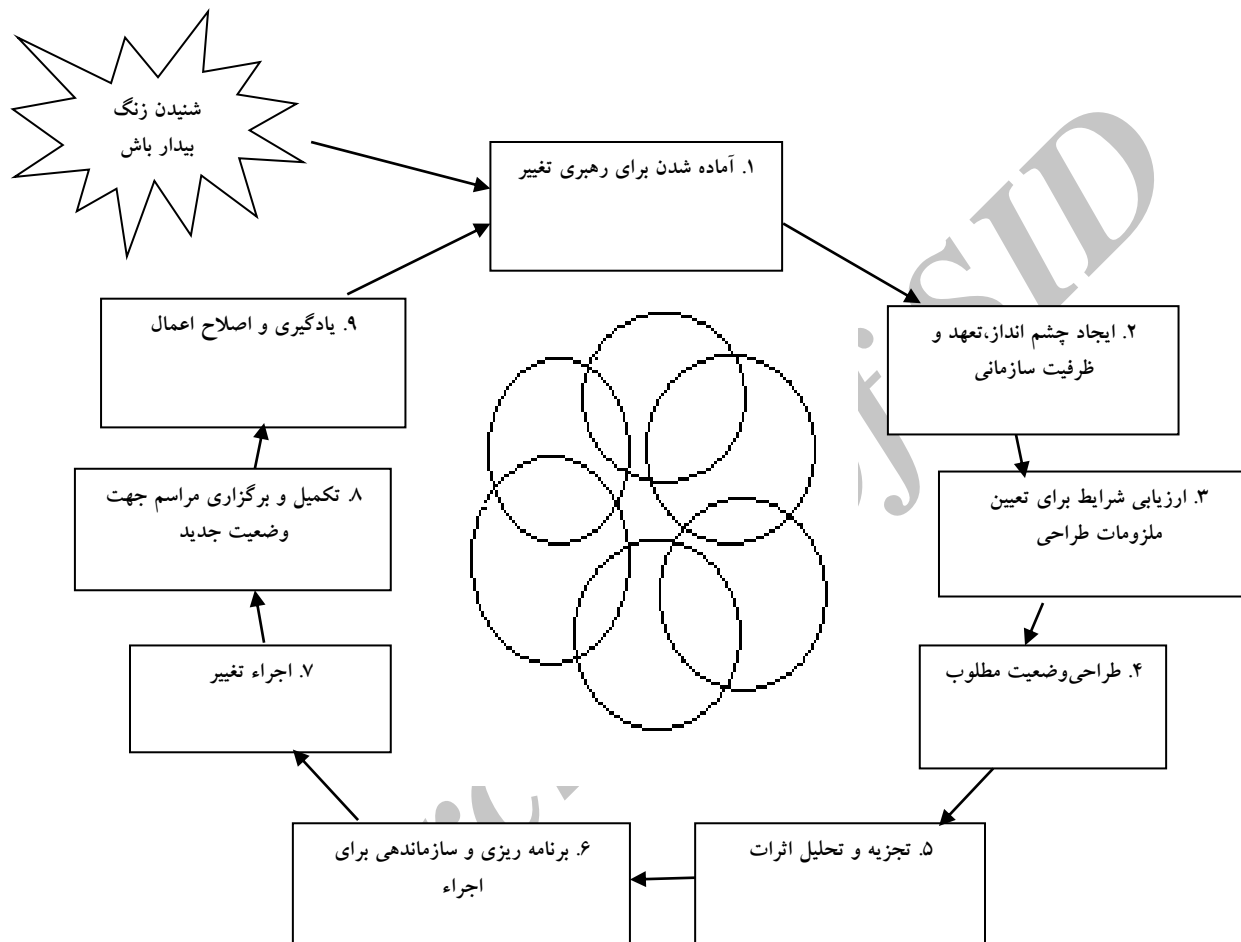 شنیدن زنگ
بیدار باش
۱. آماده شدن برای رهبری تغییر
۲. ایجاد چشم انداز،تعهد و
ظرفیت سازمانی
۳. ارزیابی شرایط برای تعیین
ملزومات طراحی
۴. طراحی‌وضعیت مطلوب
۵. تجزیه و تحلیل اثرات
۶. برنامه ریزی و سازماندهی برای
اجراء
۷. اجراء تغییر
۸. تکمیل و برگزاری مراسم جهت
وضعیت جدید
۹. یادگیری و اصلاح اعمال
SID